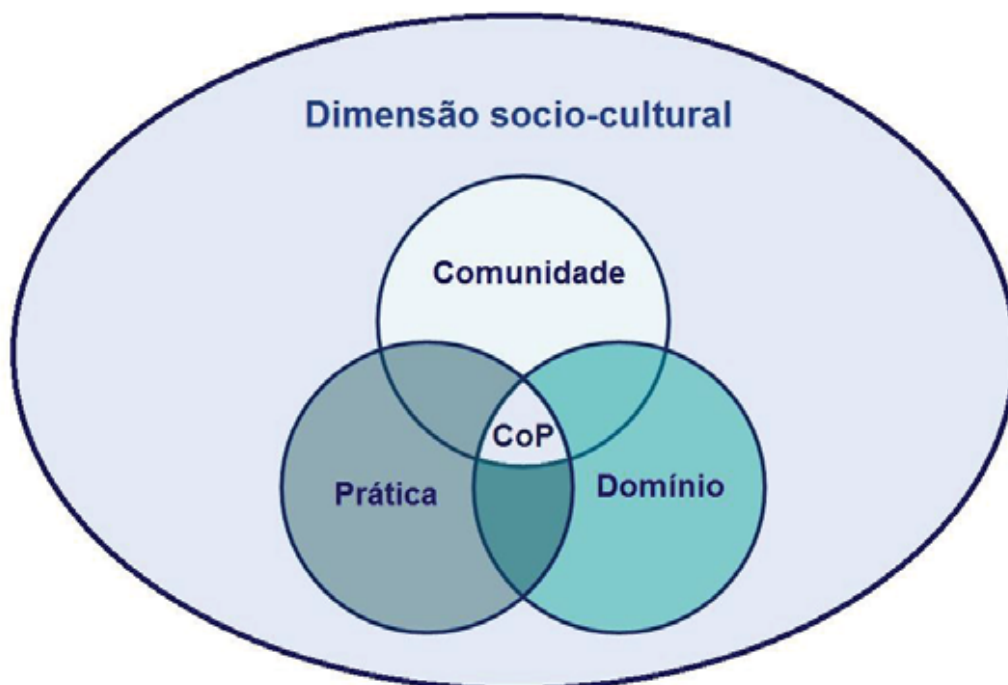 Dimensão socio-cultural
Comunidade
CoP
Prática
Domínio